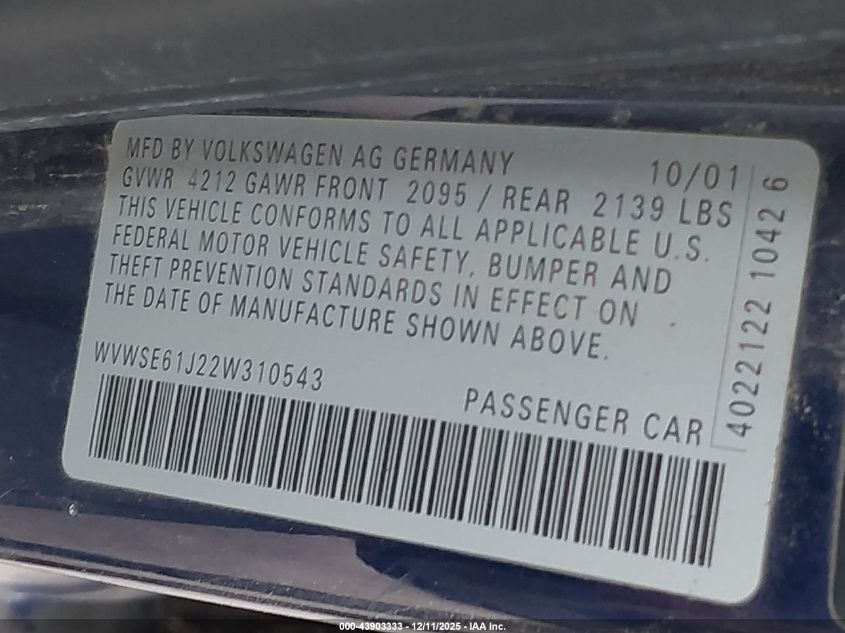 MFD BY VOLKSWAGEN AG GERMANY 10/01
GVWR 4212 GAWR FRONT 2095 / REAR 2139 LBS
THIS VEHICLE CONFORMS TO ALL APPLICABLE U.S.
FEDERAL MOTOR VEHICLE SAFETY, BUMPER AND
THEFT PREVENTION STANDARDS IN EFFECT ON
THE DATE OF MANUFACTURE SHOWN ABOVE.
WVWSE61J22W310543
PASSENGER CAR
4022122 1042 6
000-43903333 - 12/11/2025 - IAA Inc.